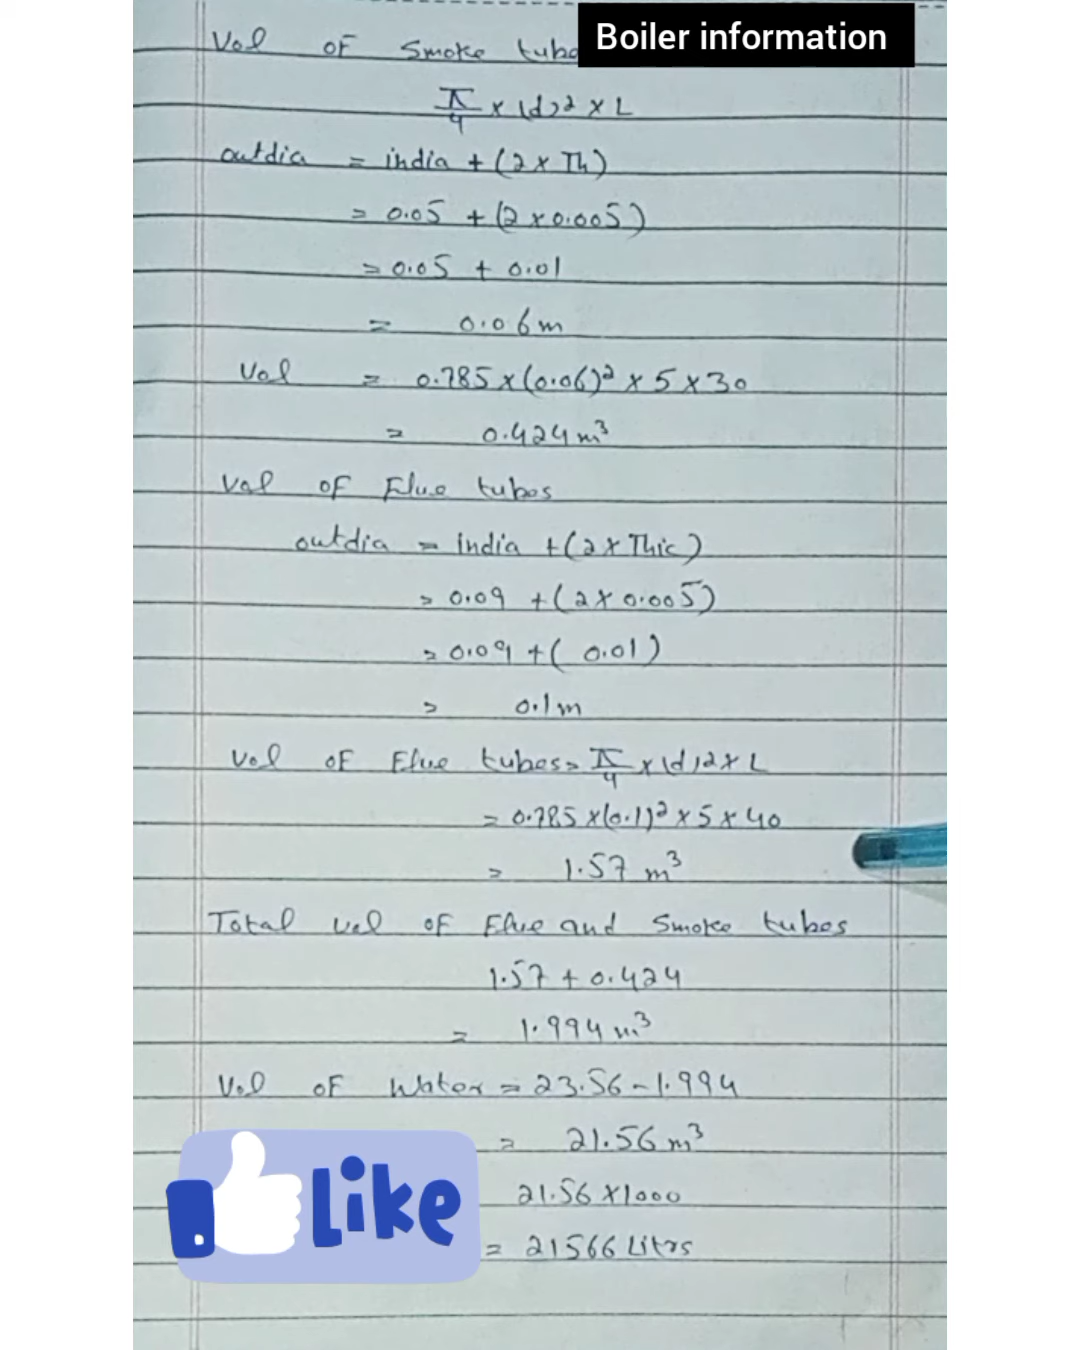 Boiler information
Vol of Smoke tube
π/4 x (d)2 x L
outdia = india + (2 x Th)
= 0.05 + (2 x 0.005)
= 0.05 + 0.01
= 0.06 m
Vol = 0.785 x (0.06)² x 5 x 30
= 0.424 m³
Vol of Flue tubes
outdia = india + (2 x Thic)
= 0.09 + (2 x 0.005)
= 0.09 + ( 0.01)
= 0.1 m
Vol of Flue tubes = π/4 x (d)2 x L
= 0.785 x (0.1)² x 5 x 40
= 1.57 m³
Total vol of Flue and Smoke tubes
1.57 + 0.424
= 1.994 m³
Vol of Water = 23.56 - 1.994
= 21.56 m³
21.56 x 1000
= 21566 Litrs
Like